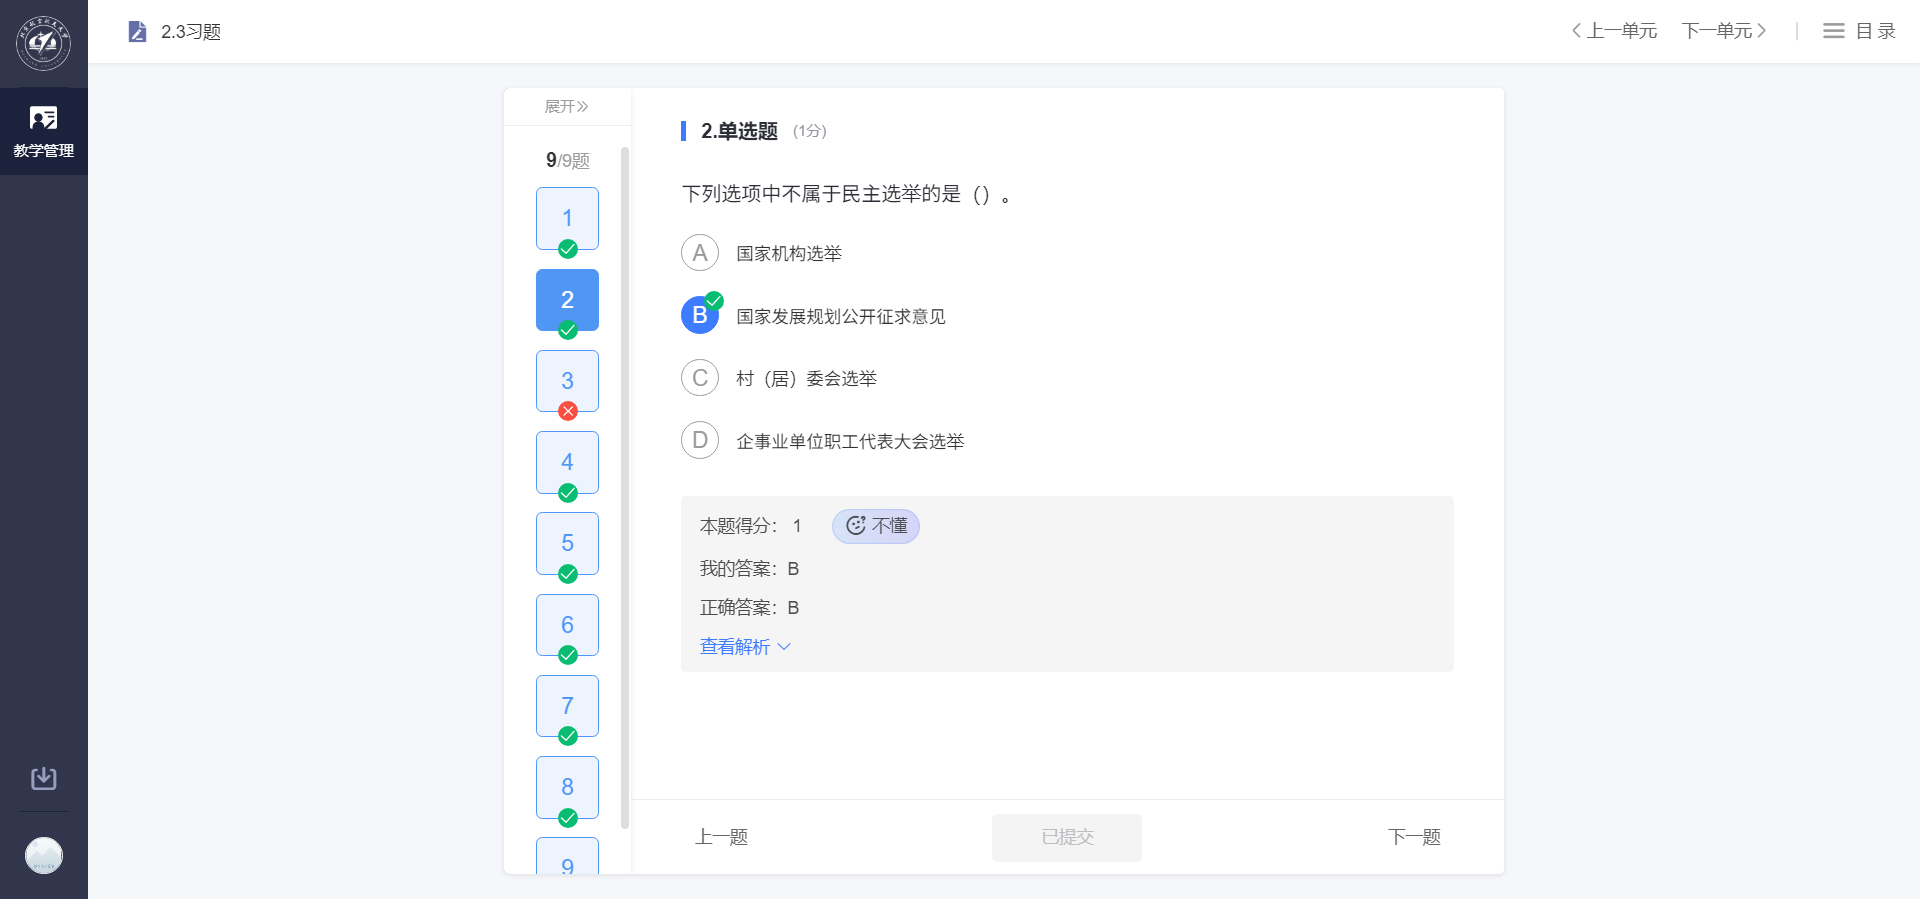 2.3习题
上一单元
下一单元
目录
教学管理
展开
9/9题
1
2
3
4
5
6
7
8
9
2.单选题 (1分)
下列选项中不属于民主选举的是（）。
A 国家机构选举
B 国家发展规划公开征求意见
C 村（居）委会选举
D 企事业单位职工代表大会选举
本题得分： 1 不懂
我的答案：B
正确答案：B
查看解析
上一题
已提交
下一题